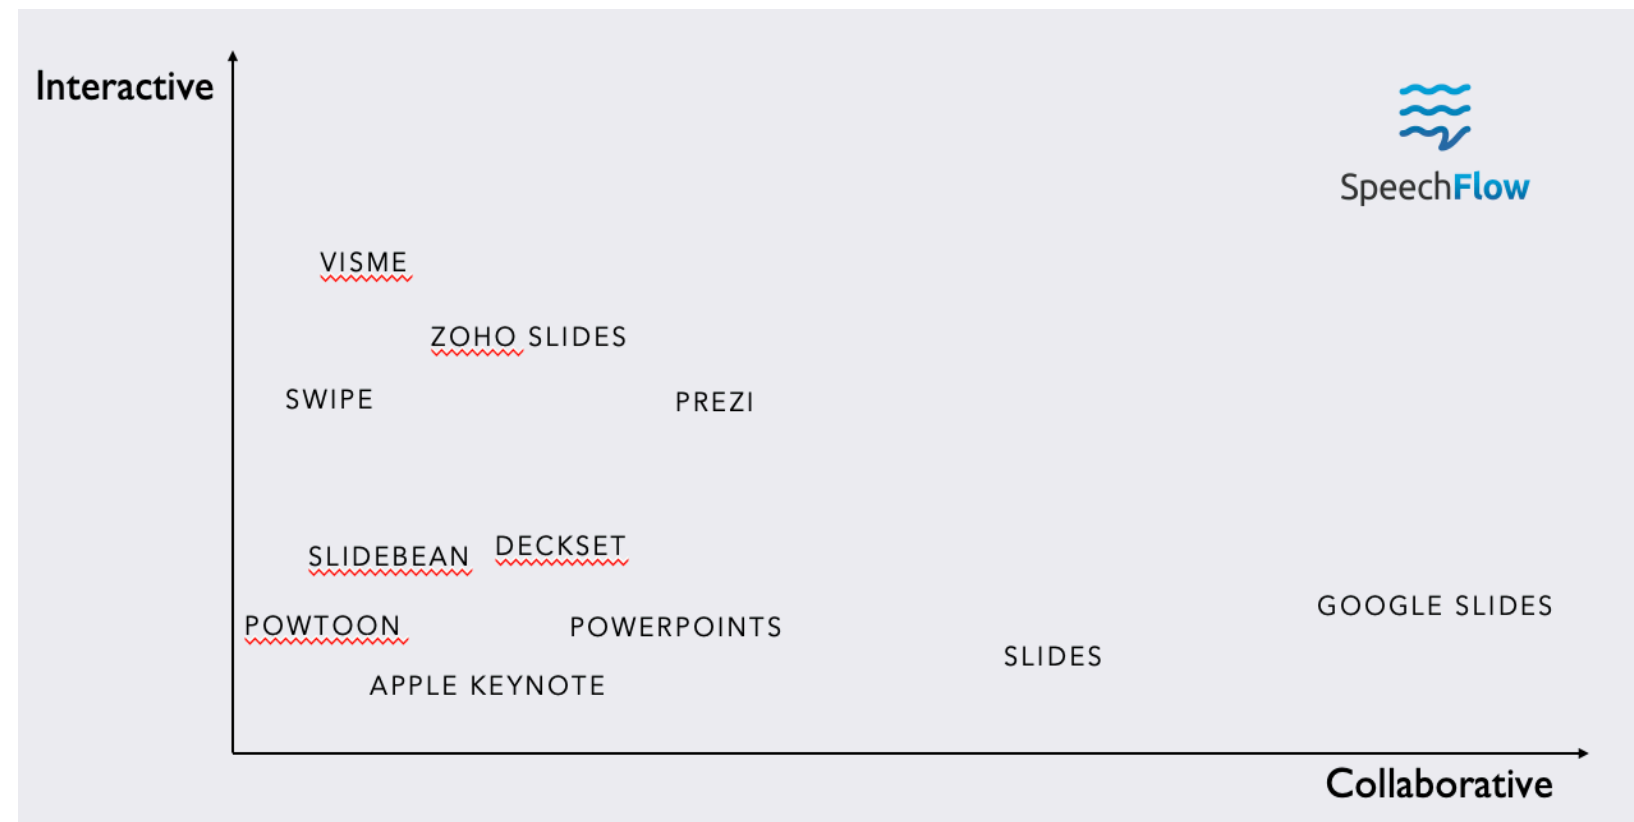 Interactive
SpeechFlow
VISME
ZOHO SLIDES
SWIPE
PREZI
SLIDEBEAN
DECKSET
POWTOON
POWERPOINTS
GOOGLE SLIDES
SLIDES
APPLE KEYNOTE
Collaborative